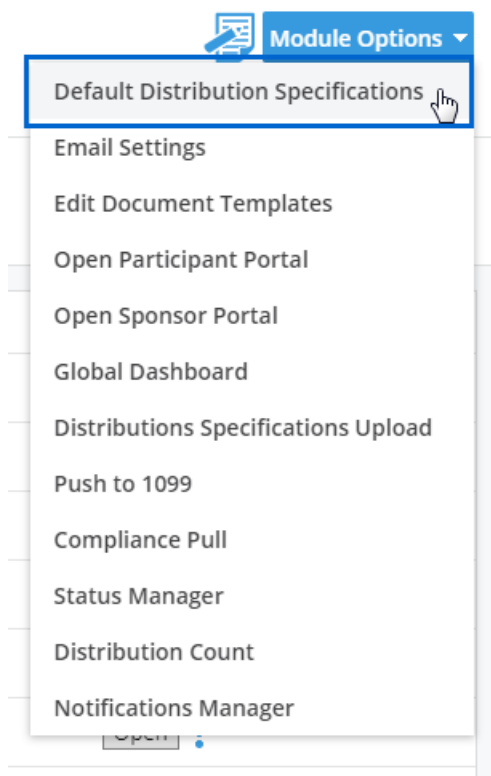 Module Options
Default Distribution Specifications
Email Settings
Edit Document Templates
Open Participant Portal
Open Sponsor Portal
Global Dashboard
Distributions Specifications Upload
Push to 1099
Compliance Pull
Status Manager
Distribution Count
Notifications Manager
Open